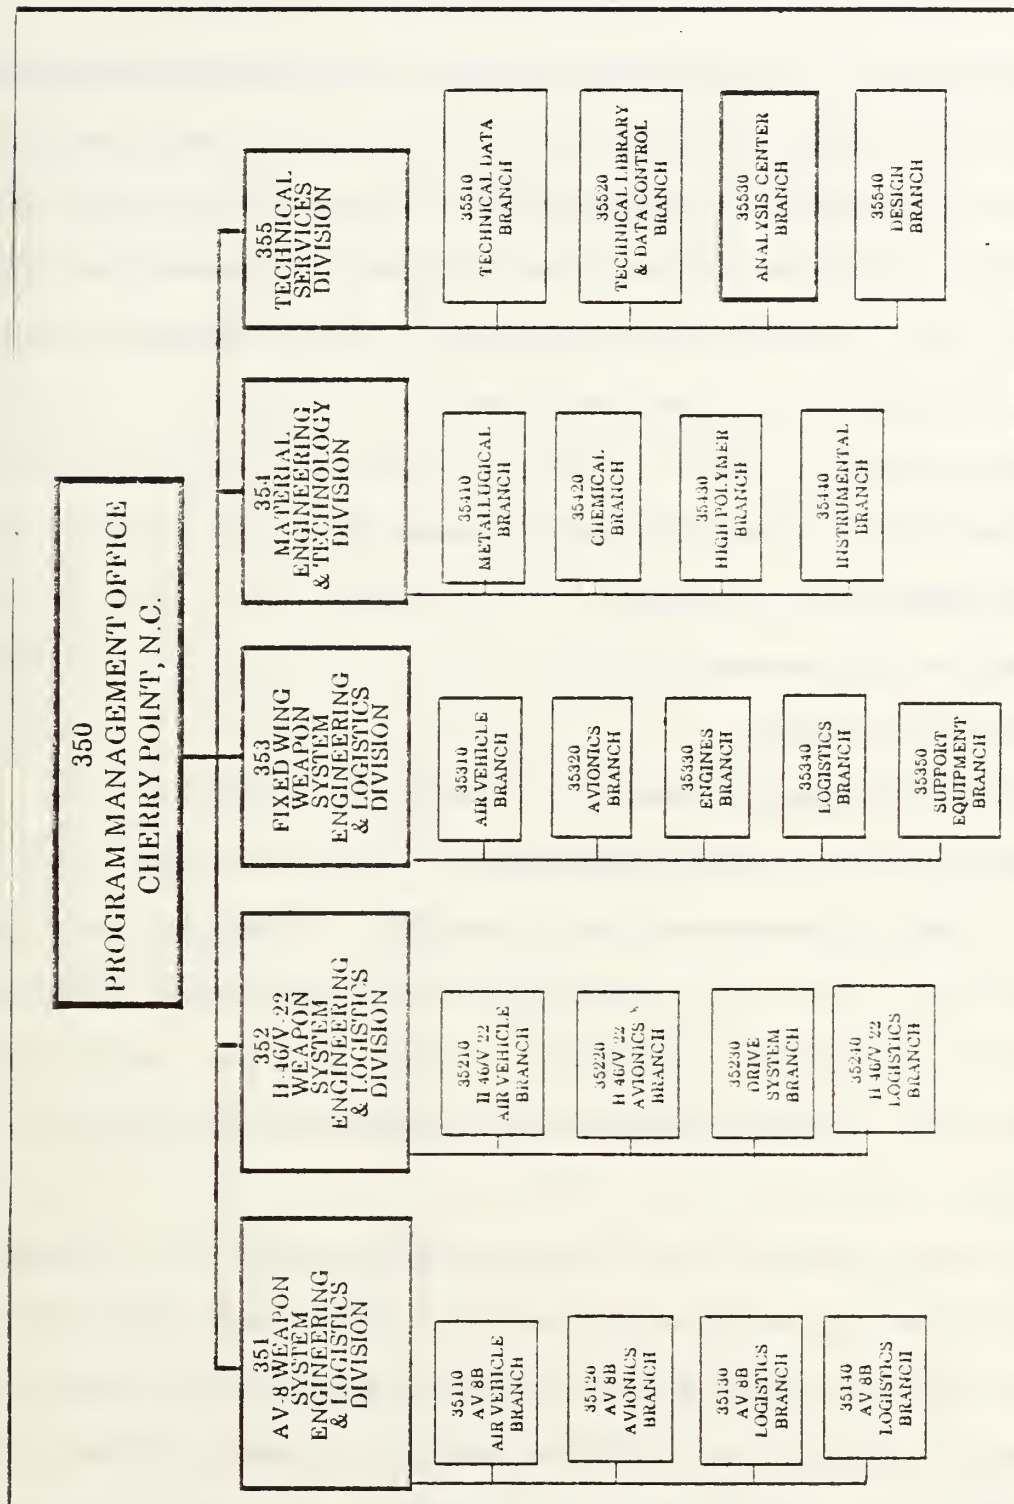 350
PROGRAM MANAGEMENT OFFICE
CHERRY POINT, N.C.
351
AV-8 WEAPON
SYSTEM
ENGINEERING
& LOGISTICS
DIVISION
35110
AV 8B
AIR VEHICLE
BRANCH
35120
AV 8B
AVIONICS
BRANCH
35130
AV 8B
LOGISTICS
BRANCH
35140
AV 8B
LOGISTICS
BRANCH
352
H-46/V-22
WEAPON
SYSTEM
ENGINEERING
& LOGISTICS
DIVISION
35210
H 46/V 22
AIR VEHICLE
BRANCH
35220
H 46/V 22
AVIONICS
BRANCH
35230
DRIVE
SYSTEM
BRANCH
35240
H 46/V 22
LOGISTICS
BRANCH
353
FIXED WING
WEAPON
SYSTEM
ENGINEERING
& LOGISTICS
DIVISION
35310
AIR VEHICLE
BRANCH
35320
AVIONICS
BRANCH
35330
ENGINES
BRANCH
35340
LOGISTICS
BRANCH
35350
SUPPORT
EQUIPMENT
BRANCH
354
MATERIAL
ENGINEERING
& TECHNOLOGY
DIVISION
35410
METALLUGICAL
BRANCH
35420
CHEMICAL
BRANCH
35430
HIGH POLYMER
BRANCH
35440
INSTRUMENTAL
BRANCH
355
TECHNICAL
SERVICES
DIVISION
35510
TECHNICAL DATA
BRANCH
35520
TECHNICAL LIBRARY
& DATA CONTROL
BRANCH
35530
ANALYSIS CENTER
BRANCH
35540
DESIGN
BRANCH